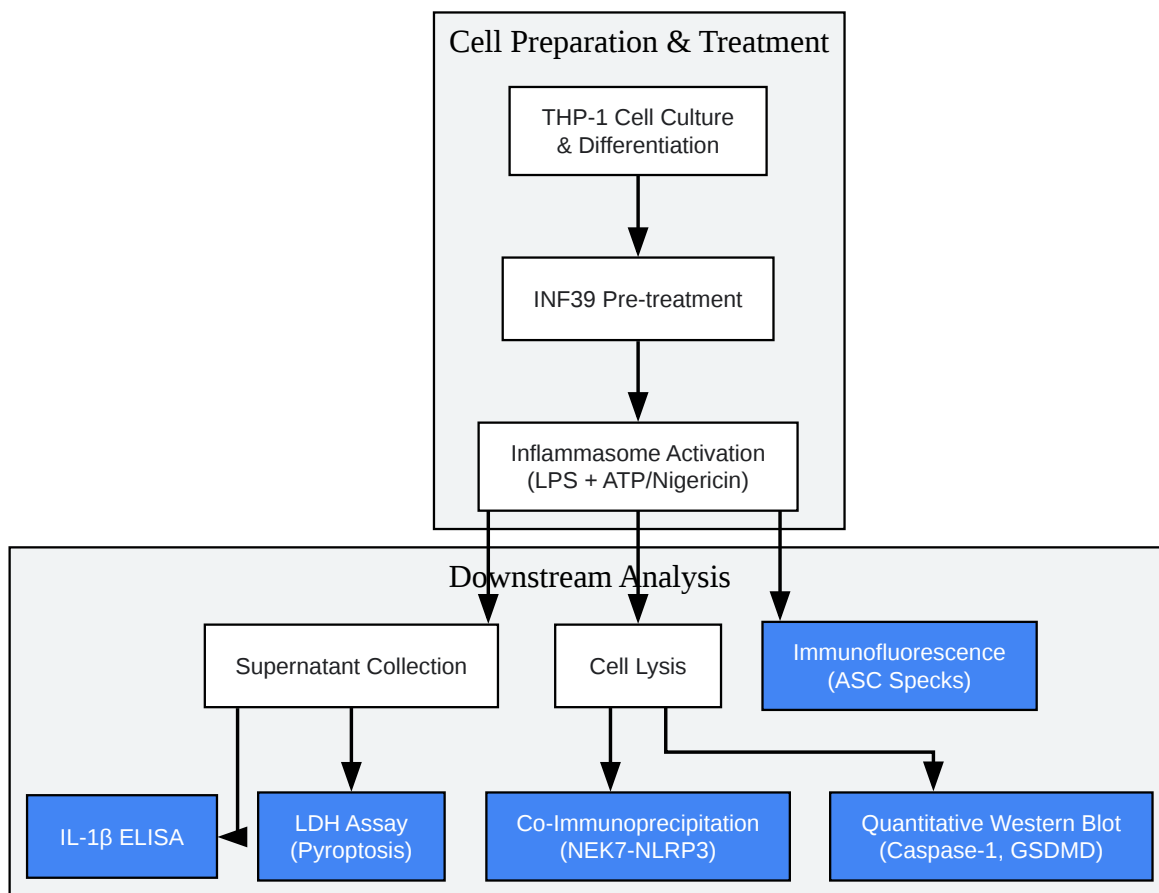 Cell Preparation & Treatment
THP-1 Cell Culture
& Differentiation
INF39 Pre-treatment
Inflammasome Activation
(LPS + ATP/Nigericin)
Downstream Analysis
Supernatant Collection
Cell Lysis
Immunofluorescence
(ASC Specks)
IL-1β ELISA
LDH Assay
(Pyroptosis)
Co-Immunoprecipitation
(NEK7-NLRP3)
Quantitative Western Blot
(Caspase-1, GSDMD)